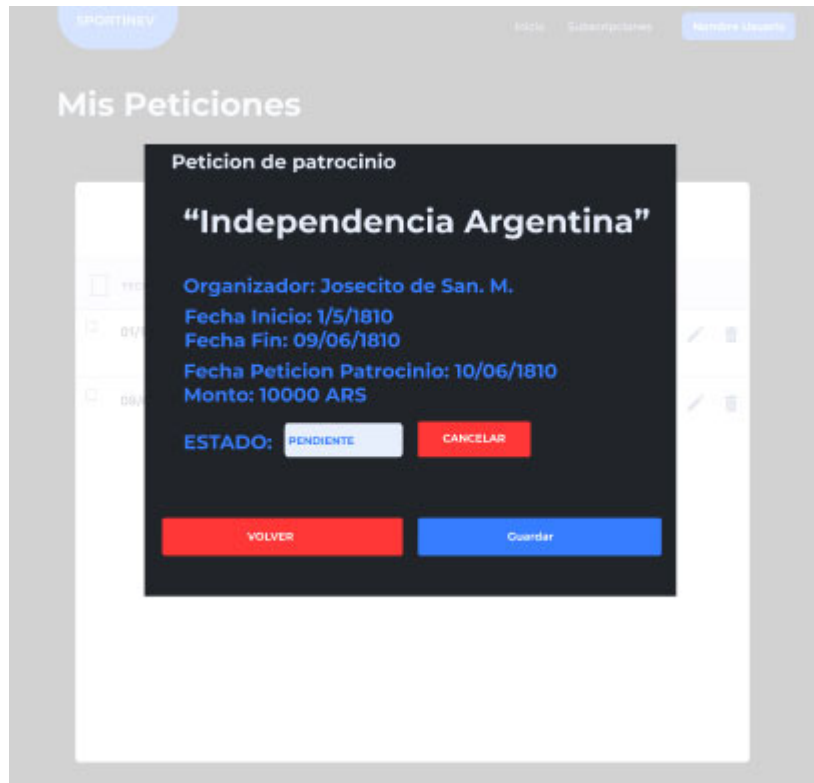 SPORTINEV
Inicio Subscripciones Nombre Usuario
Mis Peticiones
Peticion de patrocinio
“Independencia Argentina”
Organizador: Josecito de San. M.
Fecha Inicio: 1/5/1810
Fecha Fin: 09/06/1810
Fecha Peticion Patrocinio: 10/06/1810
Monto: 10000 ARS
ESTADO: PENDIENTE CANCELAR
VOLVER Guardar